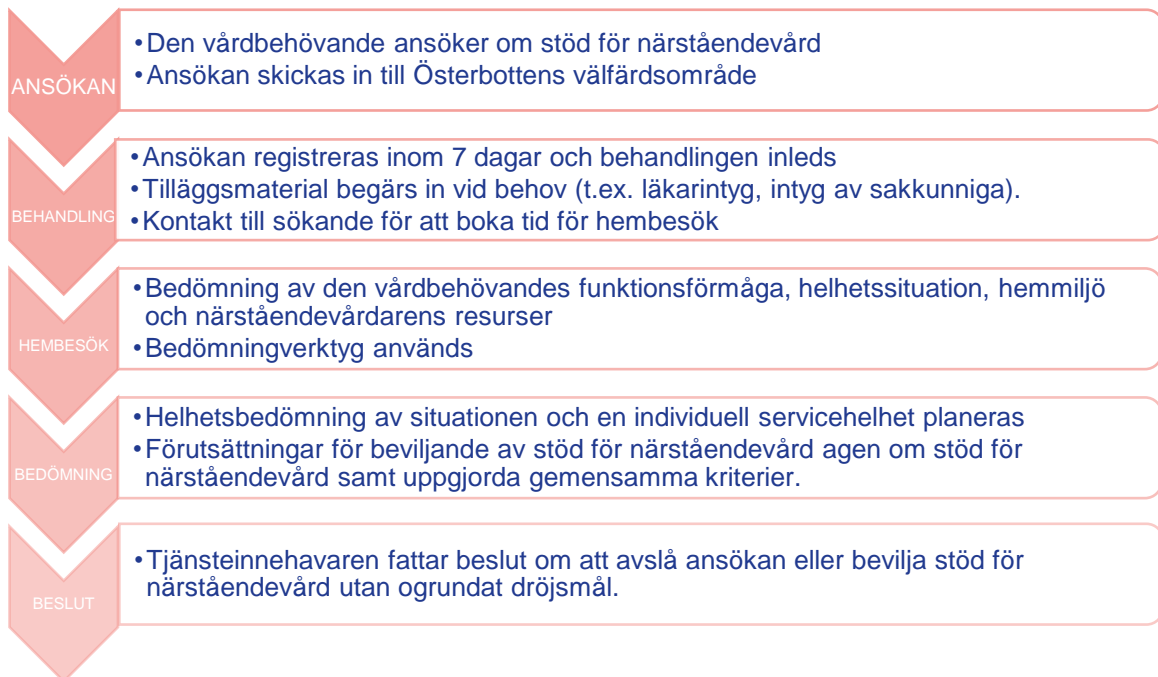 ANSÖKAN
•Den vårdbehövande ansöker om stöd för närståendevård
•Ansökan skickas in till Österbottens välfärdsområde
BEHANDLING
•Ansökan registreras inom 7 dagar och behandlingen inleds
•Tilläggsmaterial begärs in vid behov (t.ex. läkarintyg, intyg av sakkunniga).
•Kontakt till sökande för att boka tid för hembesök
HEMBESÖK
•Bedömning av den vårdbehövandes funktionsförmåga, helhetssituation, hemmiljö
och närståendevårdarens resurser
•Bedömningverktyg används
BEDÖMNING
•Helhetsbedömning av situationen och en individuell servicehelhet planeras
•Förutsättningar för beviljande av stöd för närståendevård agen om stöd för
närståendevård samt uppgjorda gemensamma kriterier.
BESLUT
•Tjänsteinnehavaren fattar beslut om att avslå ansökan eller bevilja stöd för
närståendevård utan ogrundat dröjsmål.